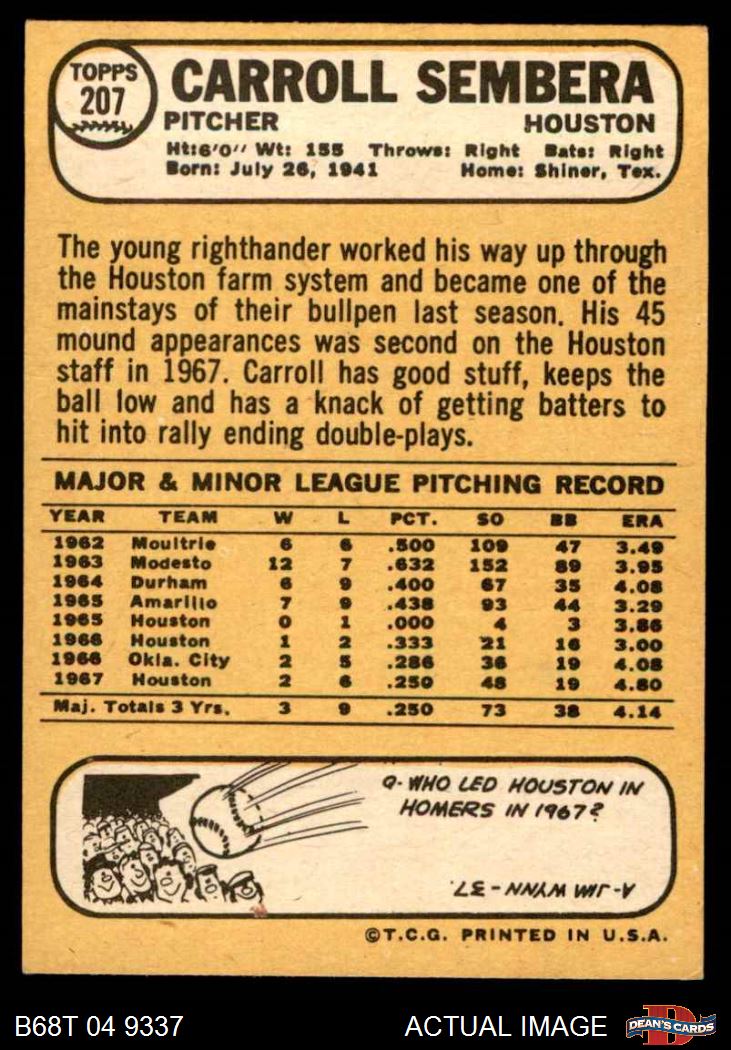 TOPPS
207
CARROLL SEMBERA
PITCHER HOUSTON
Ht:6'0" Wt: 155 Throws: Right Bats: Right
Born: July 26, 1941 Home: Shiner, Tex.
The young righthander worked his way up through
the Houston farm system and became one of the
mainstays of their bullpen last season. His 45
mound appearances was second on the Houston
staff in 1967. Carroll has good stuff, keeps the
ball low and has a knack of getting batters to
hit into rally ending double-plays.
MAJOR & MINOR LEAGUE PITCHING RECORD
YEAR TEAM W L PCT. SO BB ERA
1962 Moultrie 6 6 .500 109 47 3.49
1963 Modesto 12 7 .632 152 89 3.95
1964 Durham 6 9 .400 67 35 4.08
1965 Amarillo 7 9 .438 93 44 3.29
1965 Houston 0 1 .000 4 3 3.86
1966 Houston 1 2 .333 21 16 3.00
1966 Okla. City 2 5 .286 36 19 4.08
1967 Houston 2 6 .250 48 19 4.80
Maj. Totals 3 Yrs. 3 9 .250 73 38 4.14
Q- WHO LED HOUSTON IN
HOMERS IN 1967?
A- JIM WYNN - 37.
©T.C.G. PRINTED IN U.S.A.
B68T 04 9337 ACTUAL IMAGE
D
DEAN'S CARDS